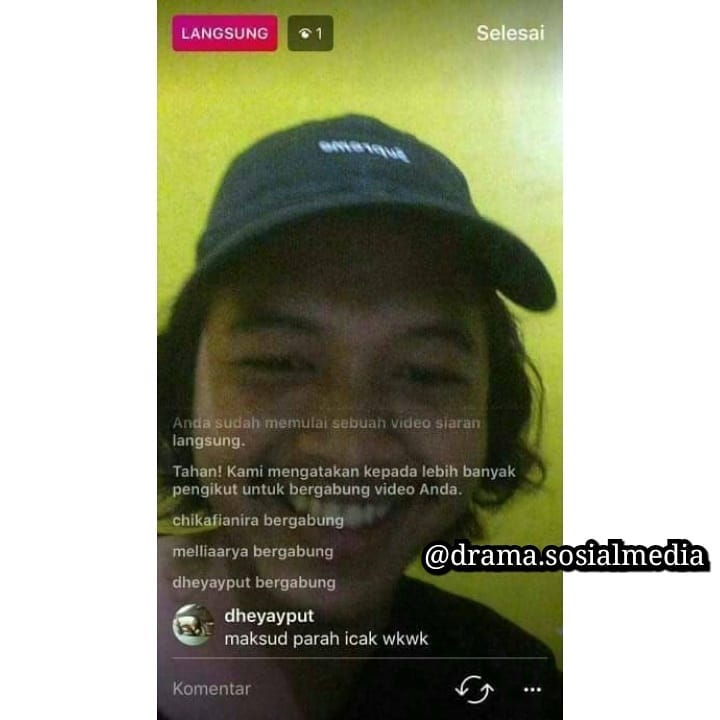 LANGSUNG
1
Selesai
Supreme
Anda sudah memulai sebuah video siaran
langsung.
Tahan! Kami mengatakan kepada lebih banyak
pengikut untuk bergabung video Anda.
chikafianira bergabung
melliaarya bergabung
@drama.sosialmedia
dheyayput bergabung
dheyayput
maksud parah icak wkwk
Komentar